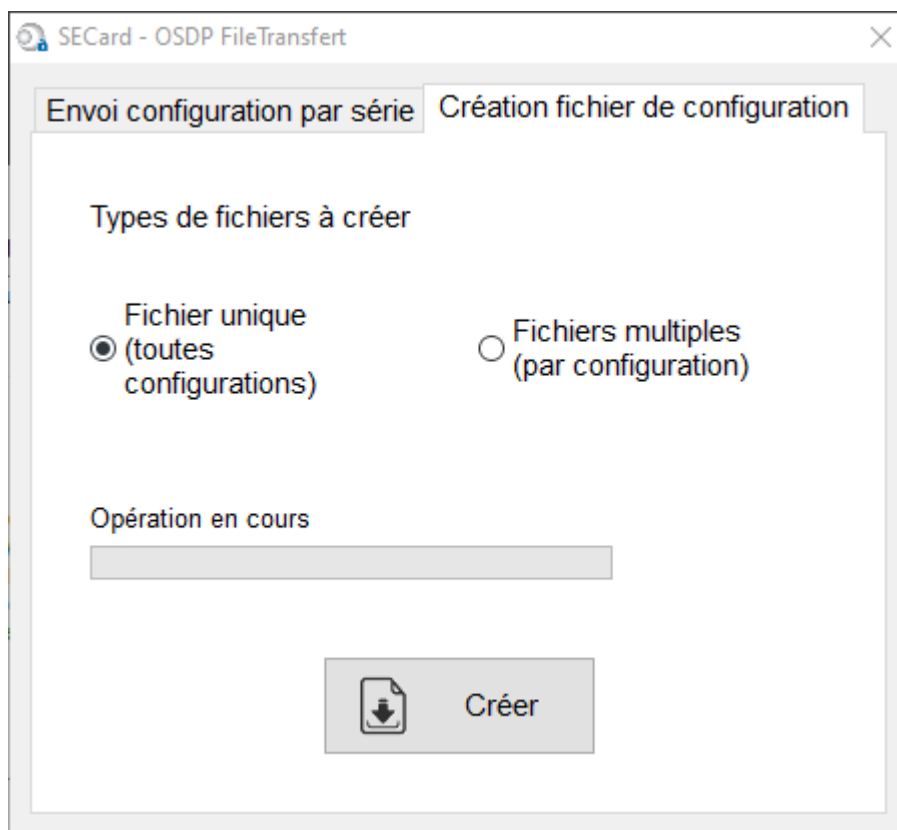 SECard - OSDP FileTransfert
Envoi configuration par série
Création fichier de configuration
Types de fichiers à créer
Fichier unique
(toutes
configurations)
Fichiers multiples
(par configuration)
Opération en cours
Créer